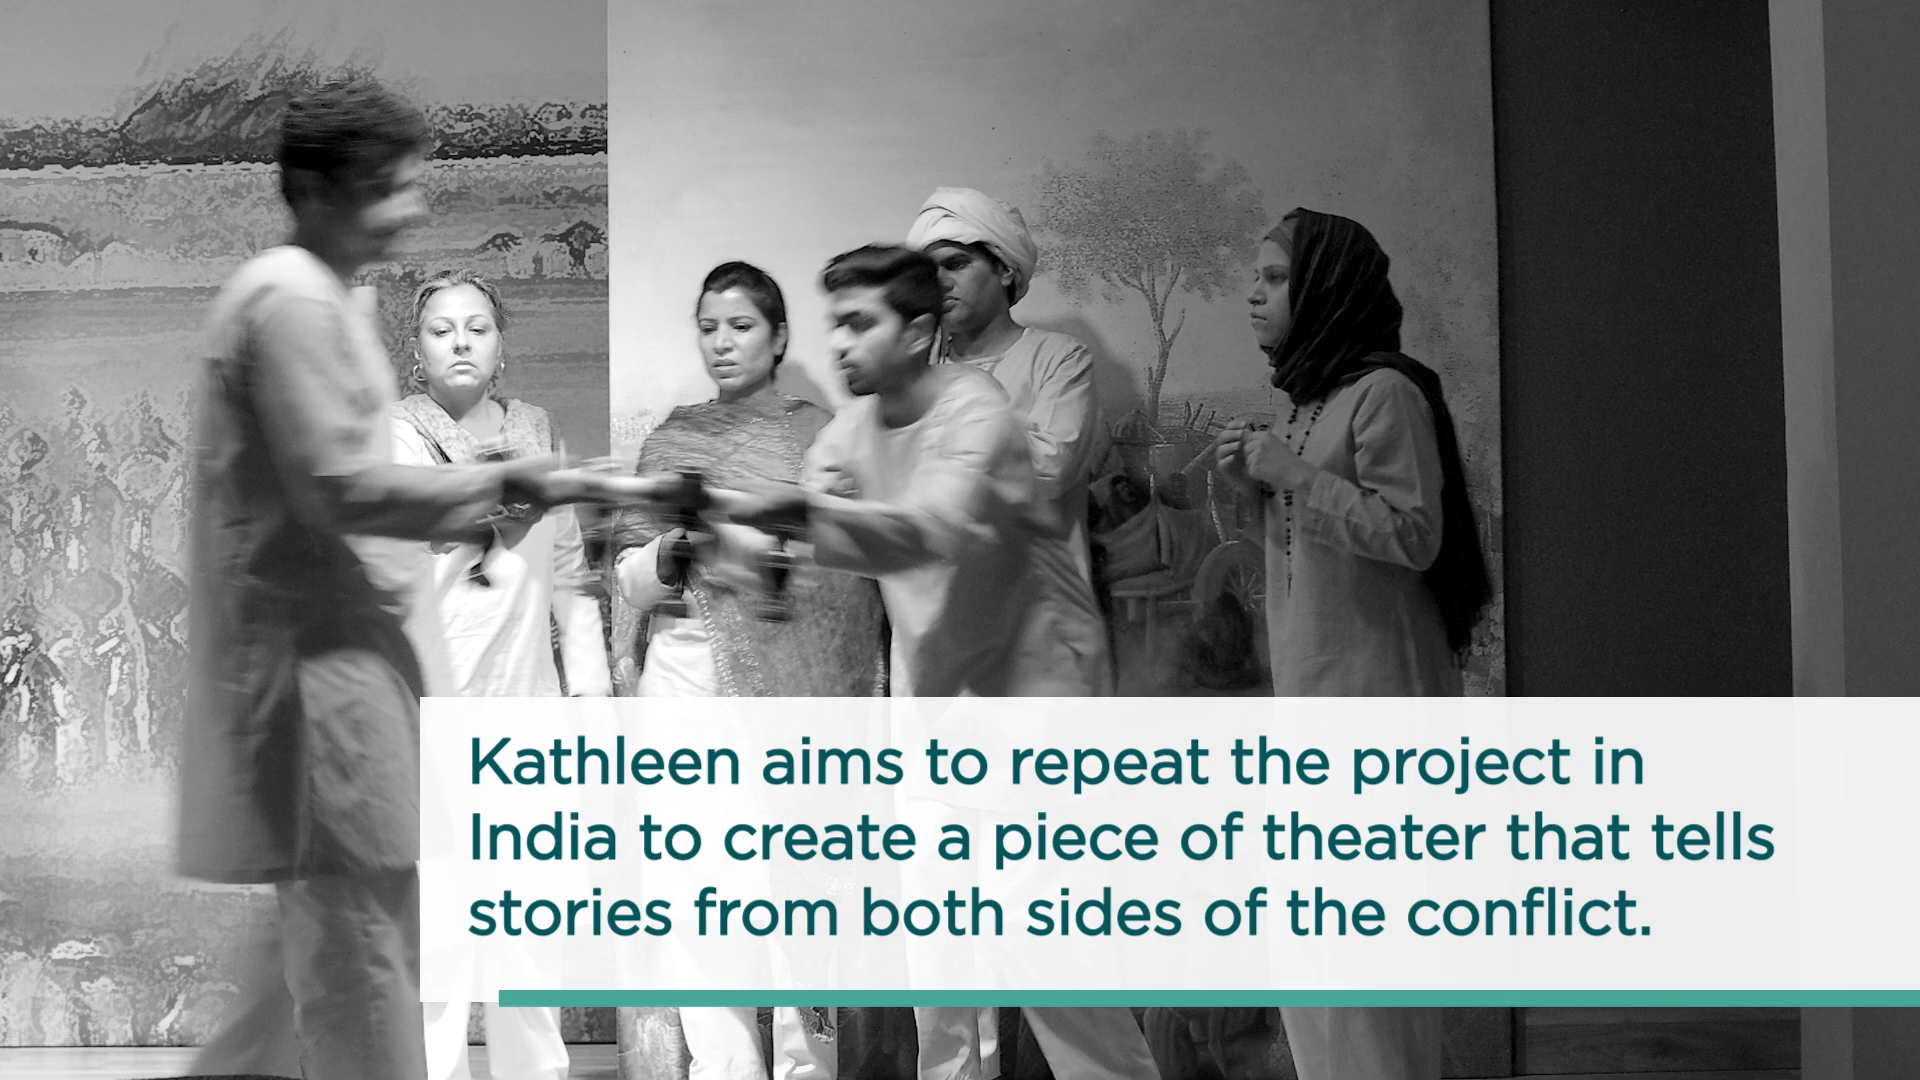 Kathleen aims to repeat the project in
India to create a piece of theater that tells
stories from both sides of the conflict.